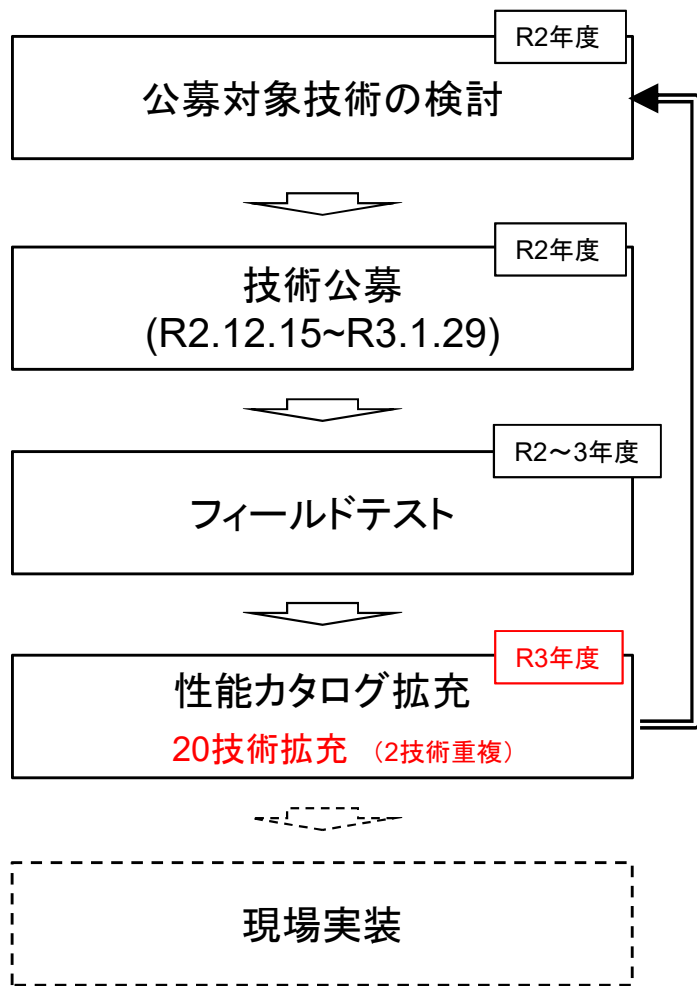 R2年度
公募対象技術の検討
R2年度
技術公募
(R2.12.15~R3.1.29)
R2～3年度
フィールドテスト
R3年度
性能カタログ拡充
20技術拡充 （2技術重複）
現場実装